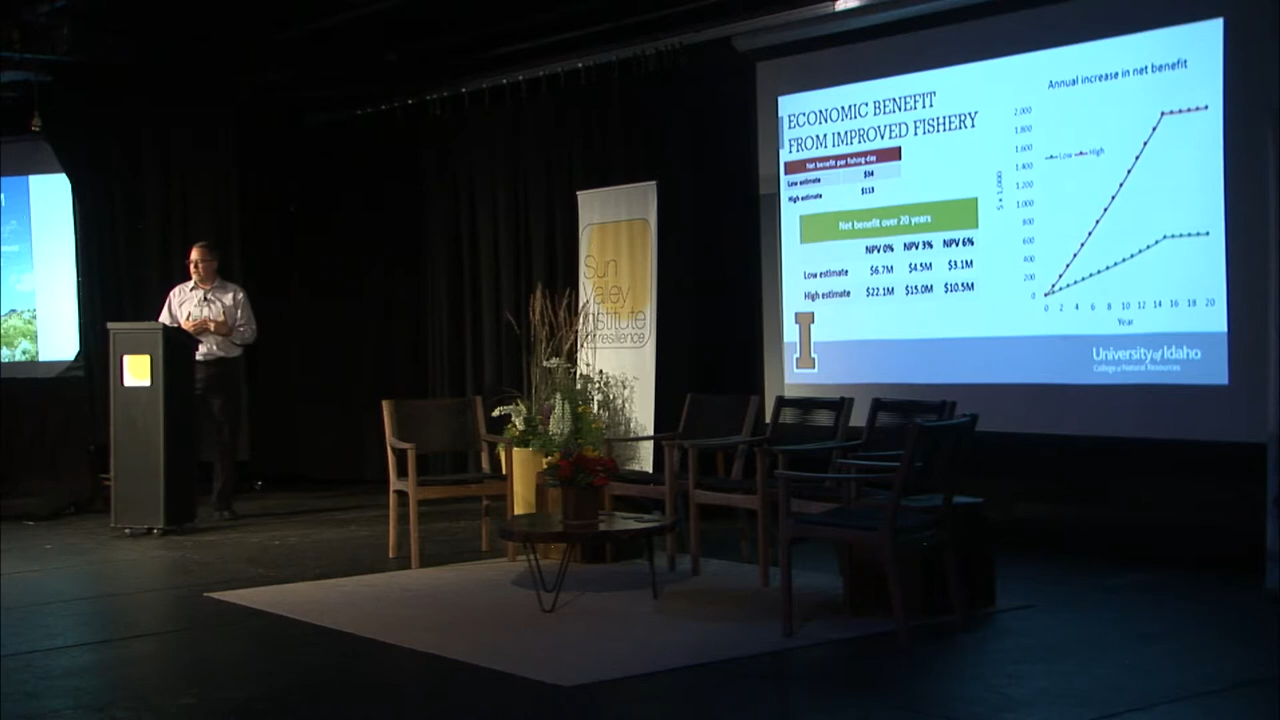 Sun
Valley
Institute
for resilience
ECONOMIC BENEFIT
FROM IMPROVED FISHERY
Net benefit per fishing-day
Low estimate $34
High estimate $113
Net benefit over 20 years
NPV 0% NPV 3% NPV 6%
Low estimate $6.7M $4.5M $3.1M
High estimate $22.1M $15.0M $10.5M
I
Annual increase in net benefit
2,000
1,800
1,600
1,400
1,200
1,000
800
600
400
200
0
$ x 1,000
Low High
0 2 4 6 8 10 12 14 16 18 20
Year
University of Idaho
College of Natural Resources